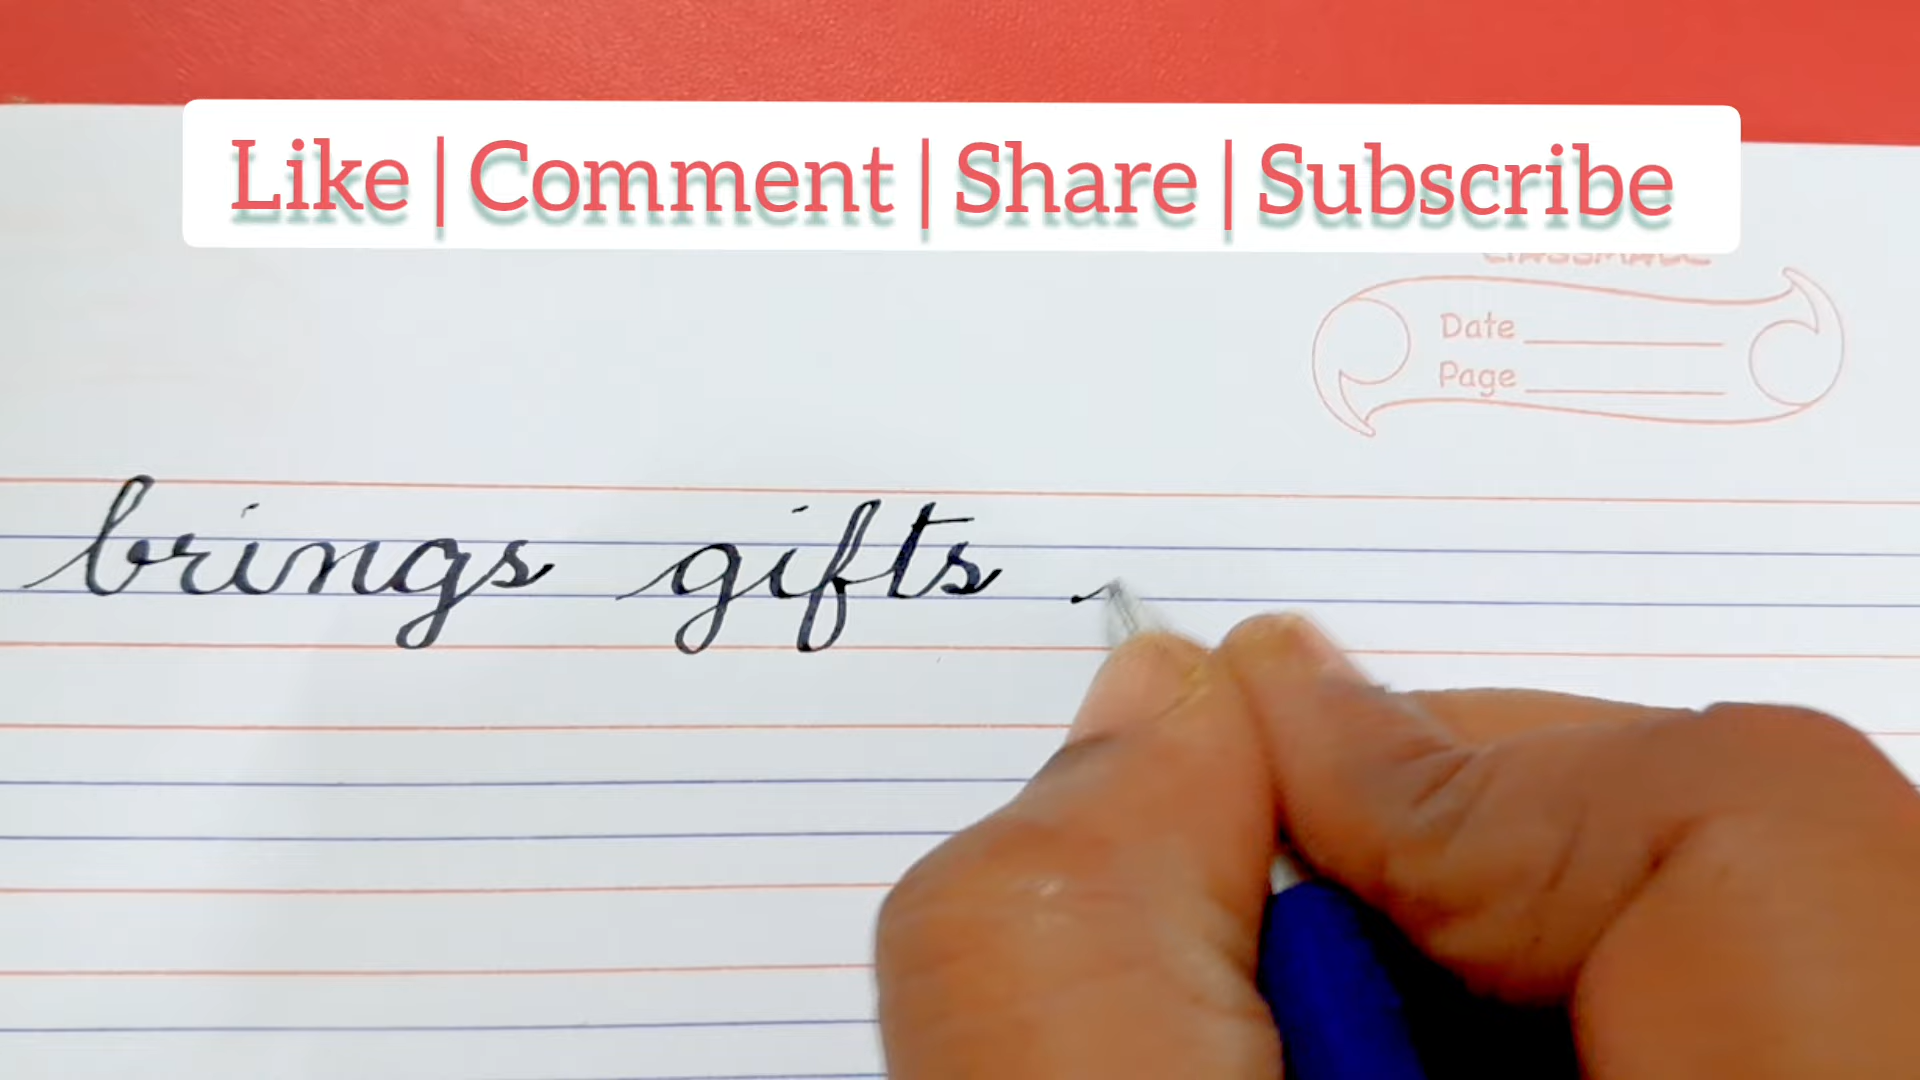 Like | Comment | Share | Subscribe
Date
Page
brings gifts